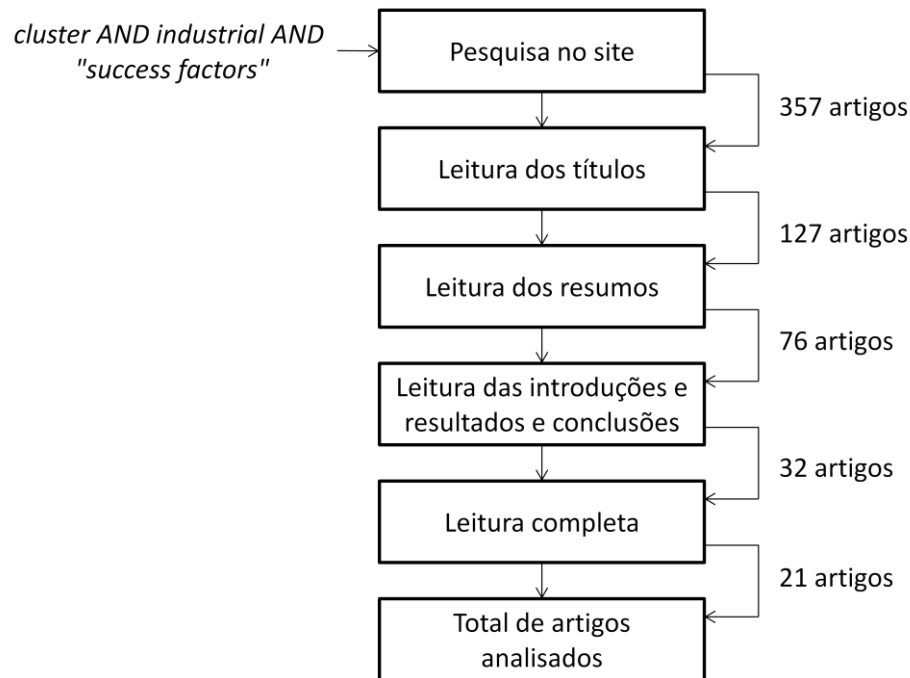 cluster AND industrial AND
"success factors"
Pesquisa no site
357 artigos
Leitura dos títulos
127 artigos
Leitura dos resumos
76 artigos
Leitura das introduções e
resultados e conclusões
32 artigos
Leitura completa
21 artigos
Total de artigos
analisados